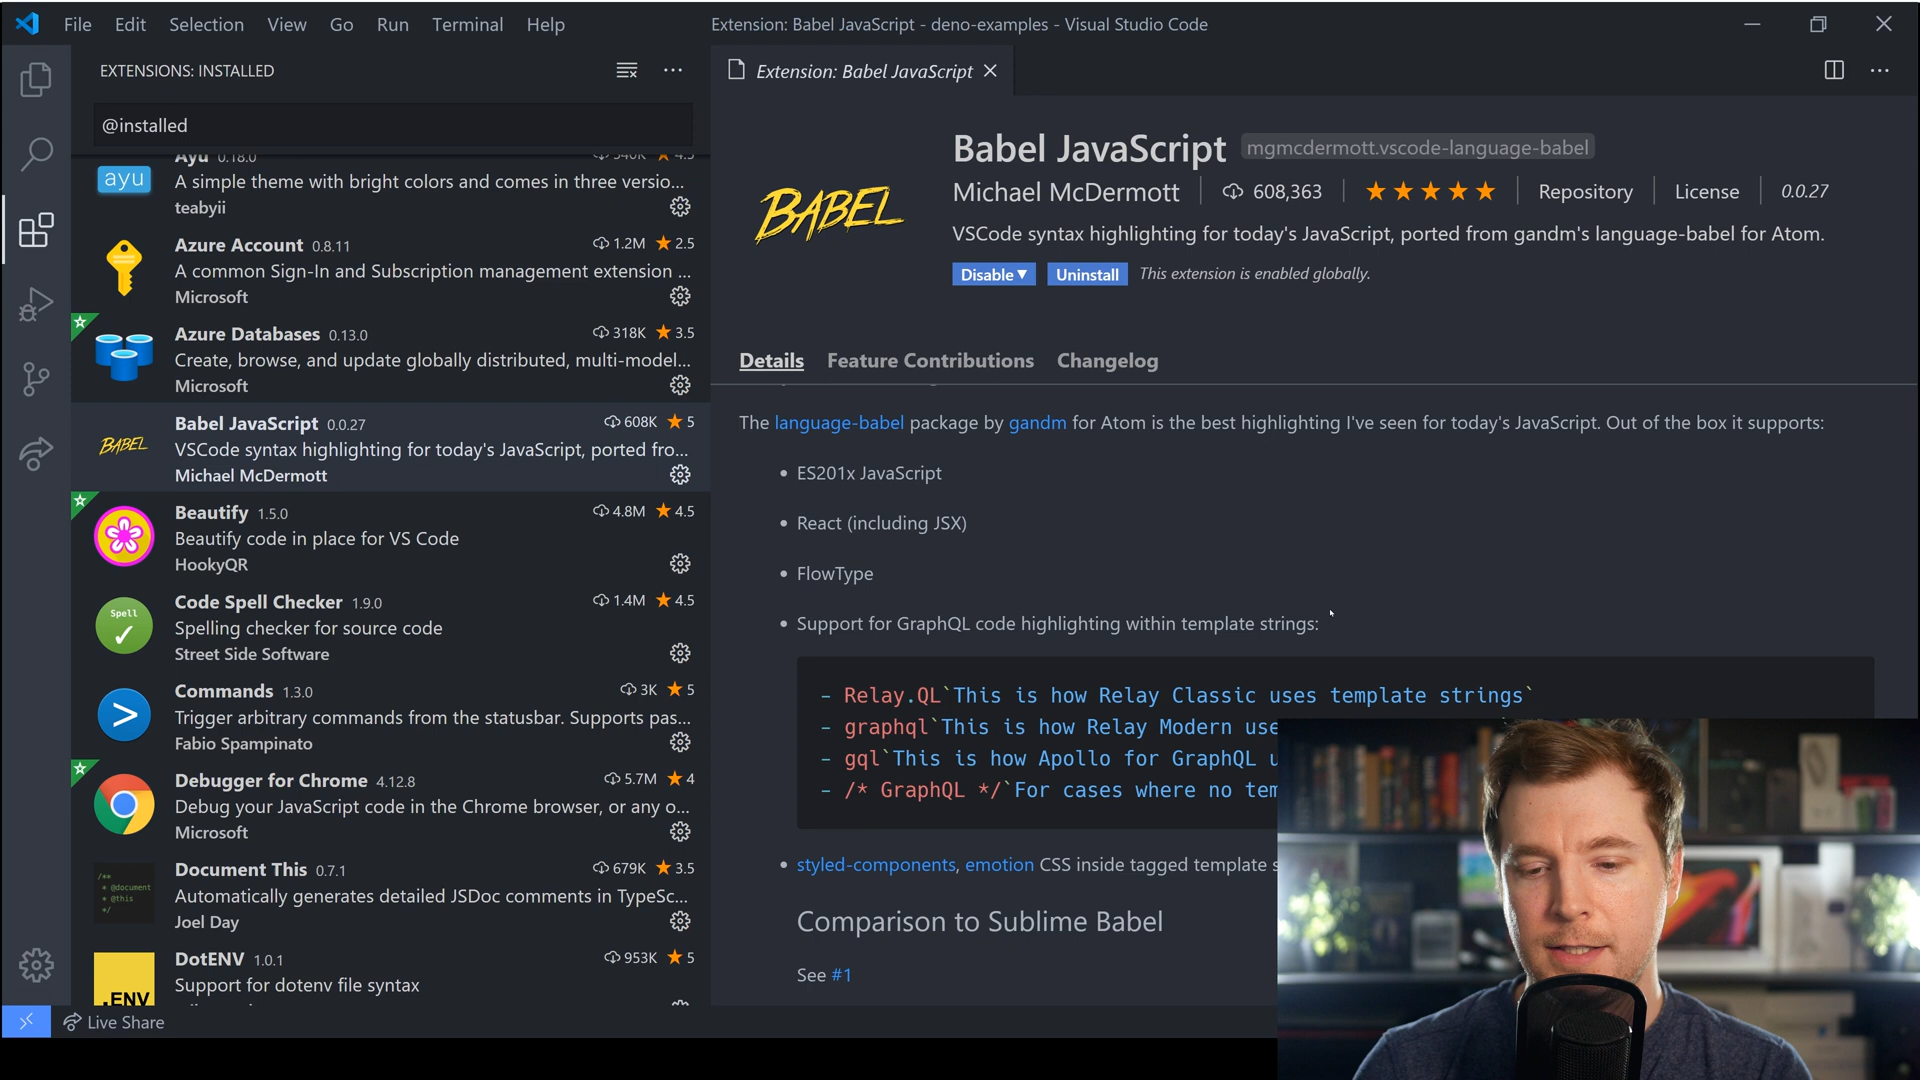 File Edit Selection View Go Run Terminal Help
Extension: Babel JavaScript - deno-examples - Visual Studio Code
EXTENSIONS: INSTALLED
@installed
Ayu 0.18.0 340K 4.5
ayu
A simple theme with bright colors and comes in three versio...
teabyii
Azure Account 0.8.11 1.2M 2.5
A common Sign-In and Subscription management extension ...
Microsoft
Azure Databases 0.13.0 318K 3.5
Create, browse, and update globally distributed, multi-model...
Microsoft
Babel JavaScript 0.0.27 608K 5
BABEL
VSCode syntax highlighting for today's JavaScript, ported fro...
Michael McDermott
Beautify 1.5.0 4.8M 4.5
Beautify code in place for VS Code
HookyQR
Code Spell Checker 1.9.0 1.4M 4.5
Spell
Spelling checker for source code
Street Side Software
Commands 1.3.0 3K 5
Trigger arbitrary commands from the statusbar. Supports pas...
Fabio Spampinato
Debugger for Chrome 4.12.8 5.7M 4
Debug your JavaScript code in the Chrome browser, or any o...
Microsoft
Document This 0.7.1 679K 3.5
/**
* @document
* @this
*/
Automatically generates detailed JSDoc comments in TypeSc...
Joel Day
DotENV 1.0.1 953K 5
.ENV
Support for dotenv file syntax
Live Share
Extension: Babel JavaScript
BABEL
Babel JavaScript mgmcdermott.vscode-language-babel
Michael McDermott 608,363 Repository License 0.0.27
VSCode syntax highlighting for today's JavaScript, ported from gandm's language-babel for Atom.
Disable Uninstall This extension is enabled globally.
Details Feature Contributions Changelog
The language-babel package by gandm for Atom is the best highlighting I've seen for today's JavaScript. Out of the box it supports:
• ES201x JavaScript
• React (including JSX)
• FlowType
• Support for GraphQL code highlighting within template strings:
- Relay.QL`This is how Relay Classic uses template strings`
- graphql`This is how Relay Modern use
- gql`This is how Apollo for GraphQL u
- /* GraphQL */`For cases where no tem
• styled-components, emotion CSS inside tagged template s
Comparison to Sublime Babel
See #1